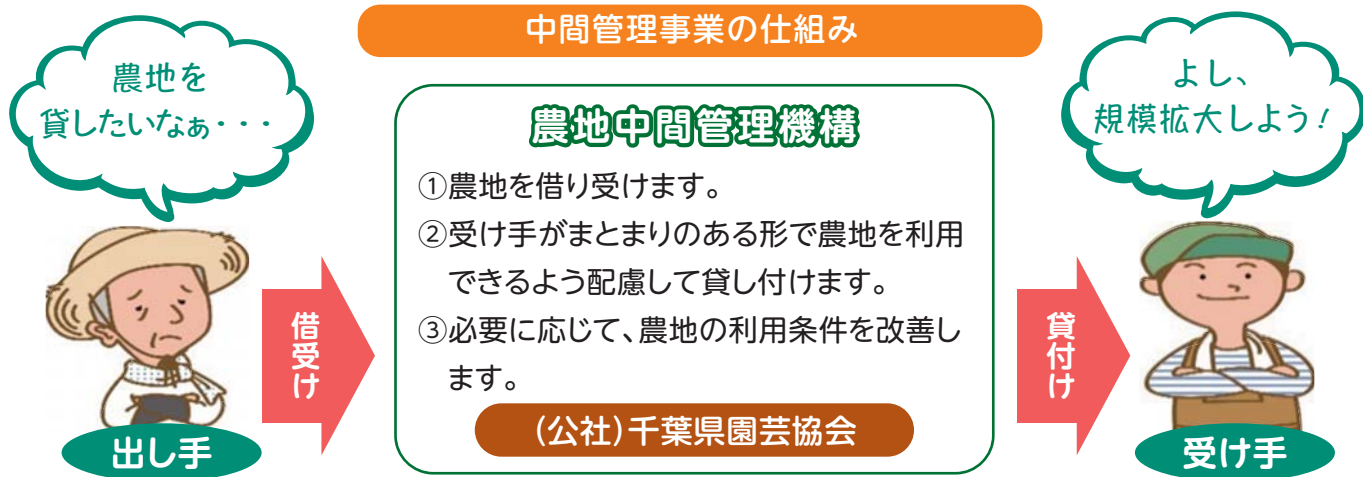 中間管理事業の仕組み
農地を
貸したいなぁ・・・
出し手
借受け
農地中間管理機構
①農地を借り受けます。
②受け手がまとまりのある形で農地を利用
できるよう配慮して貸し付けます。
③必要に応じて、農地の利用条件を改善し
ます。
(公社)千葉県園芸協会
貸付け
よし、
規模拡大しよう！
受け手